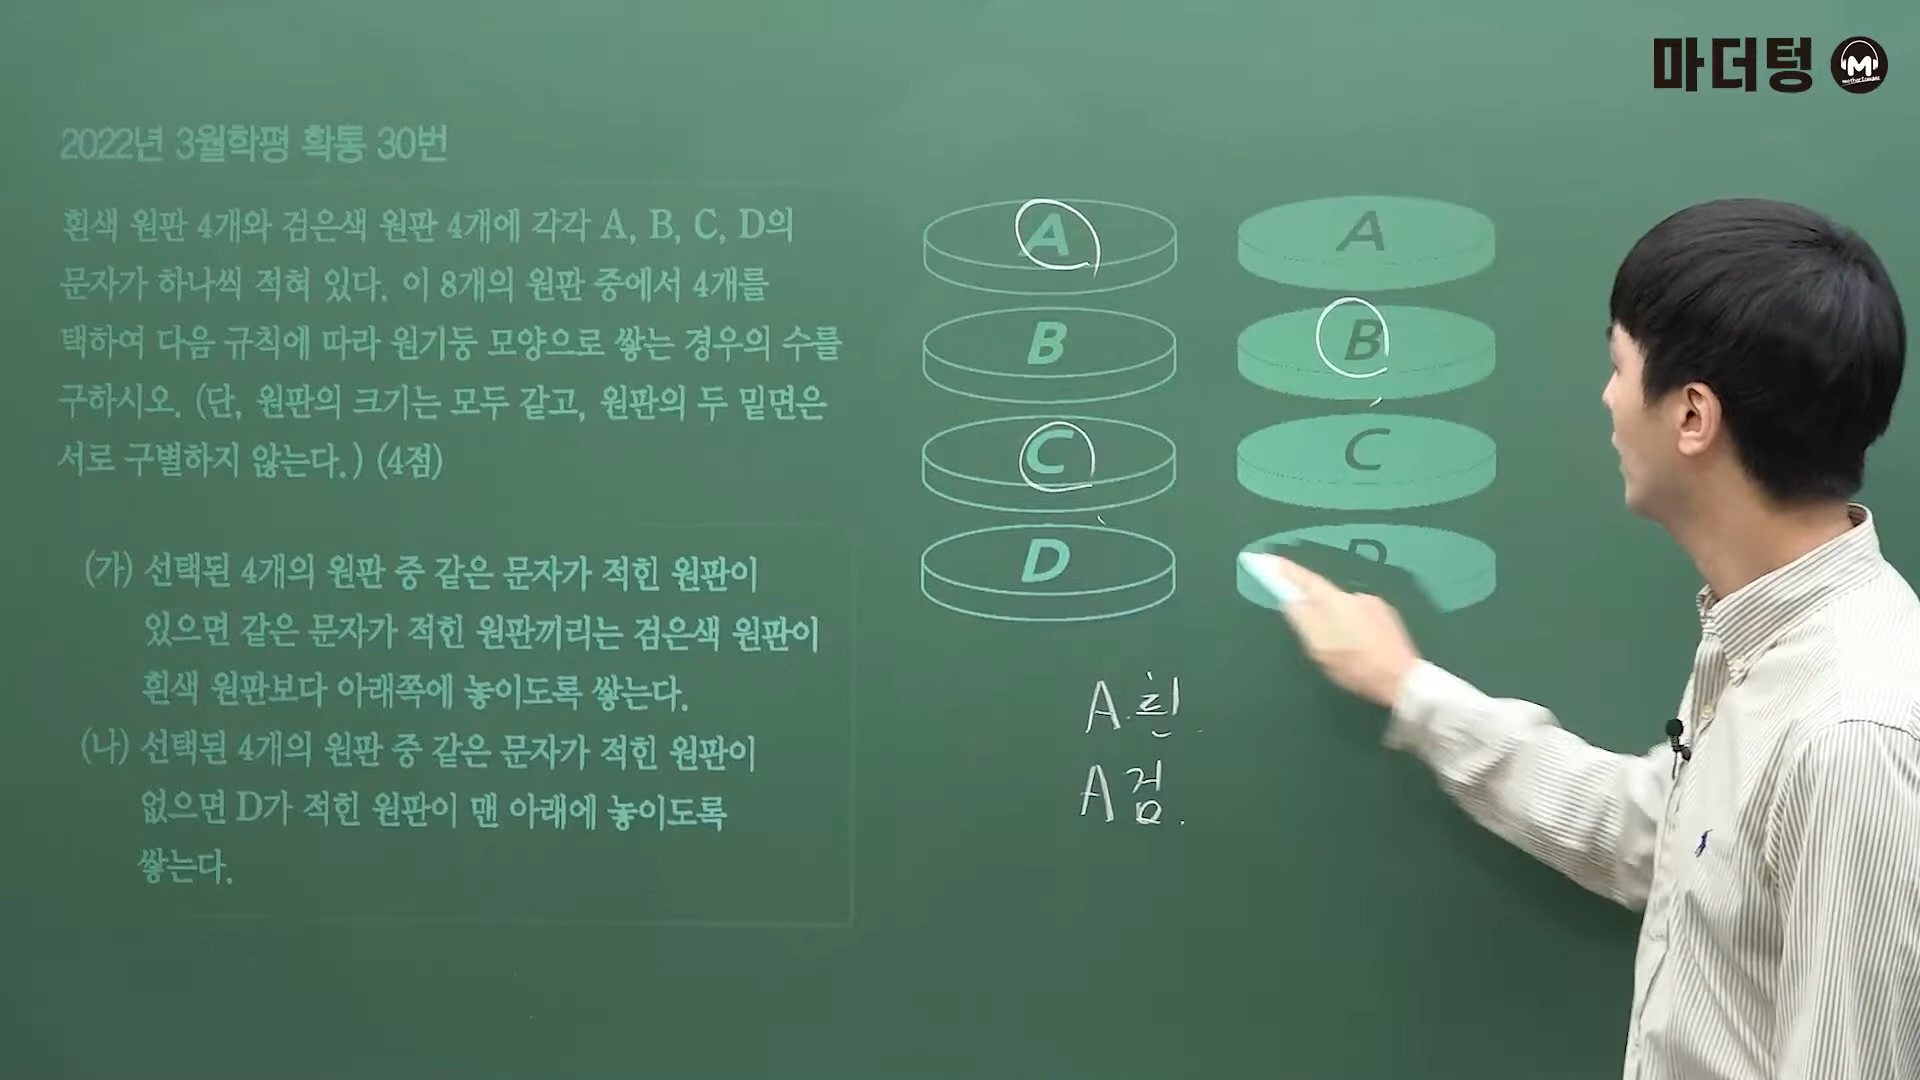 마더텅
M
2022년 3월학평 확통 30번
흰색 원판 4개와 검은색 원판 4개에 각각 A, B, C, D의
문자가 하나씩 적혀 있다. 이 8개의 원판 중에서 4개를
택하여 다음 규칙에 따라 원기둥 모양으로 쌓는 경우의 수를
구하시오. (단, 원판의 크기는 모두 같고, 원판의 두 밑면은
서로 구별하지 않는다.) (4점)
(가) 선택된 4개의 원판 중 같은 문자가 적힌 원판이
있으면 같은 문자가 적힌 원판끼리는 검은색 원판이
흰색 원판보다 아래쪽에 놓이도록 쌓는다.
(나) 선택된 4개의 원판 중 같은 문자가 적힌 원판이
없으면 D가 적힌 원판이 맨 아래에 놓이도록
쌓는다.
A A
B B
C C
D D
A.흰.
A검.